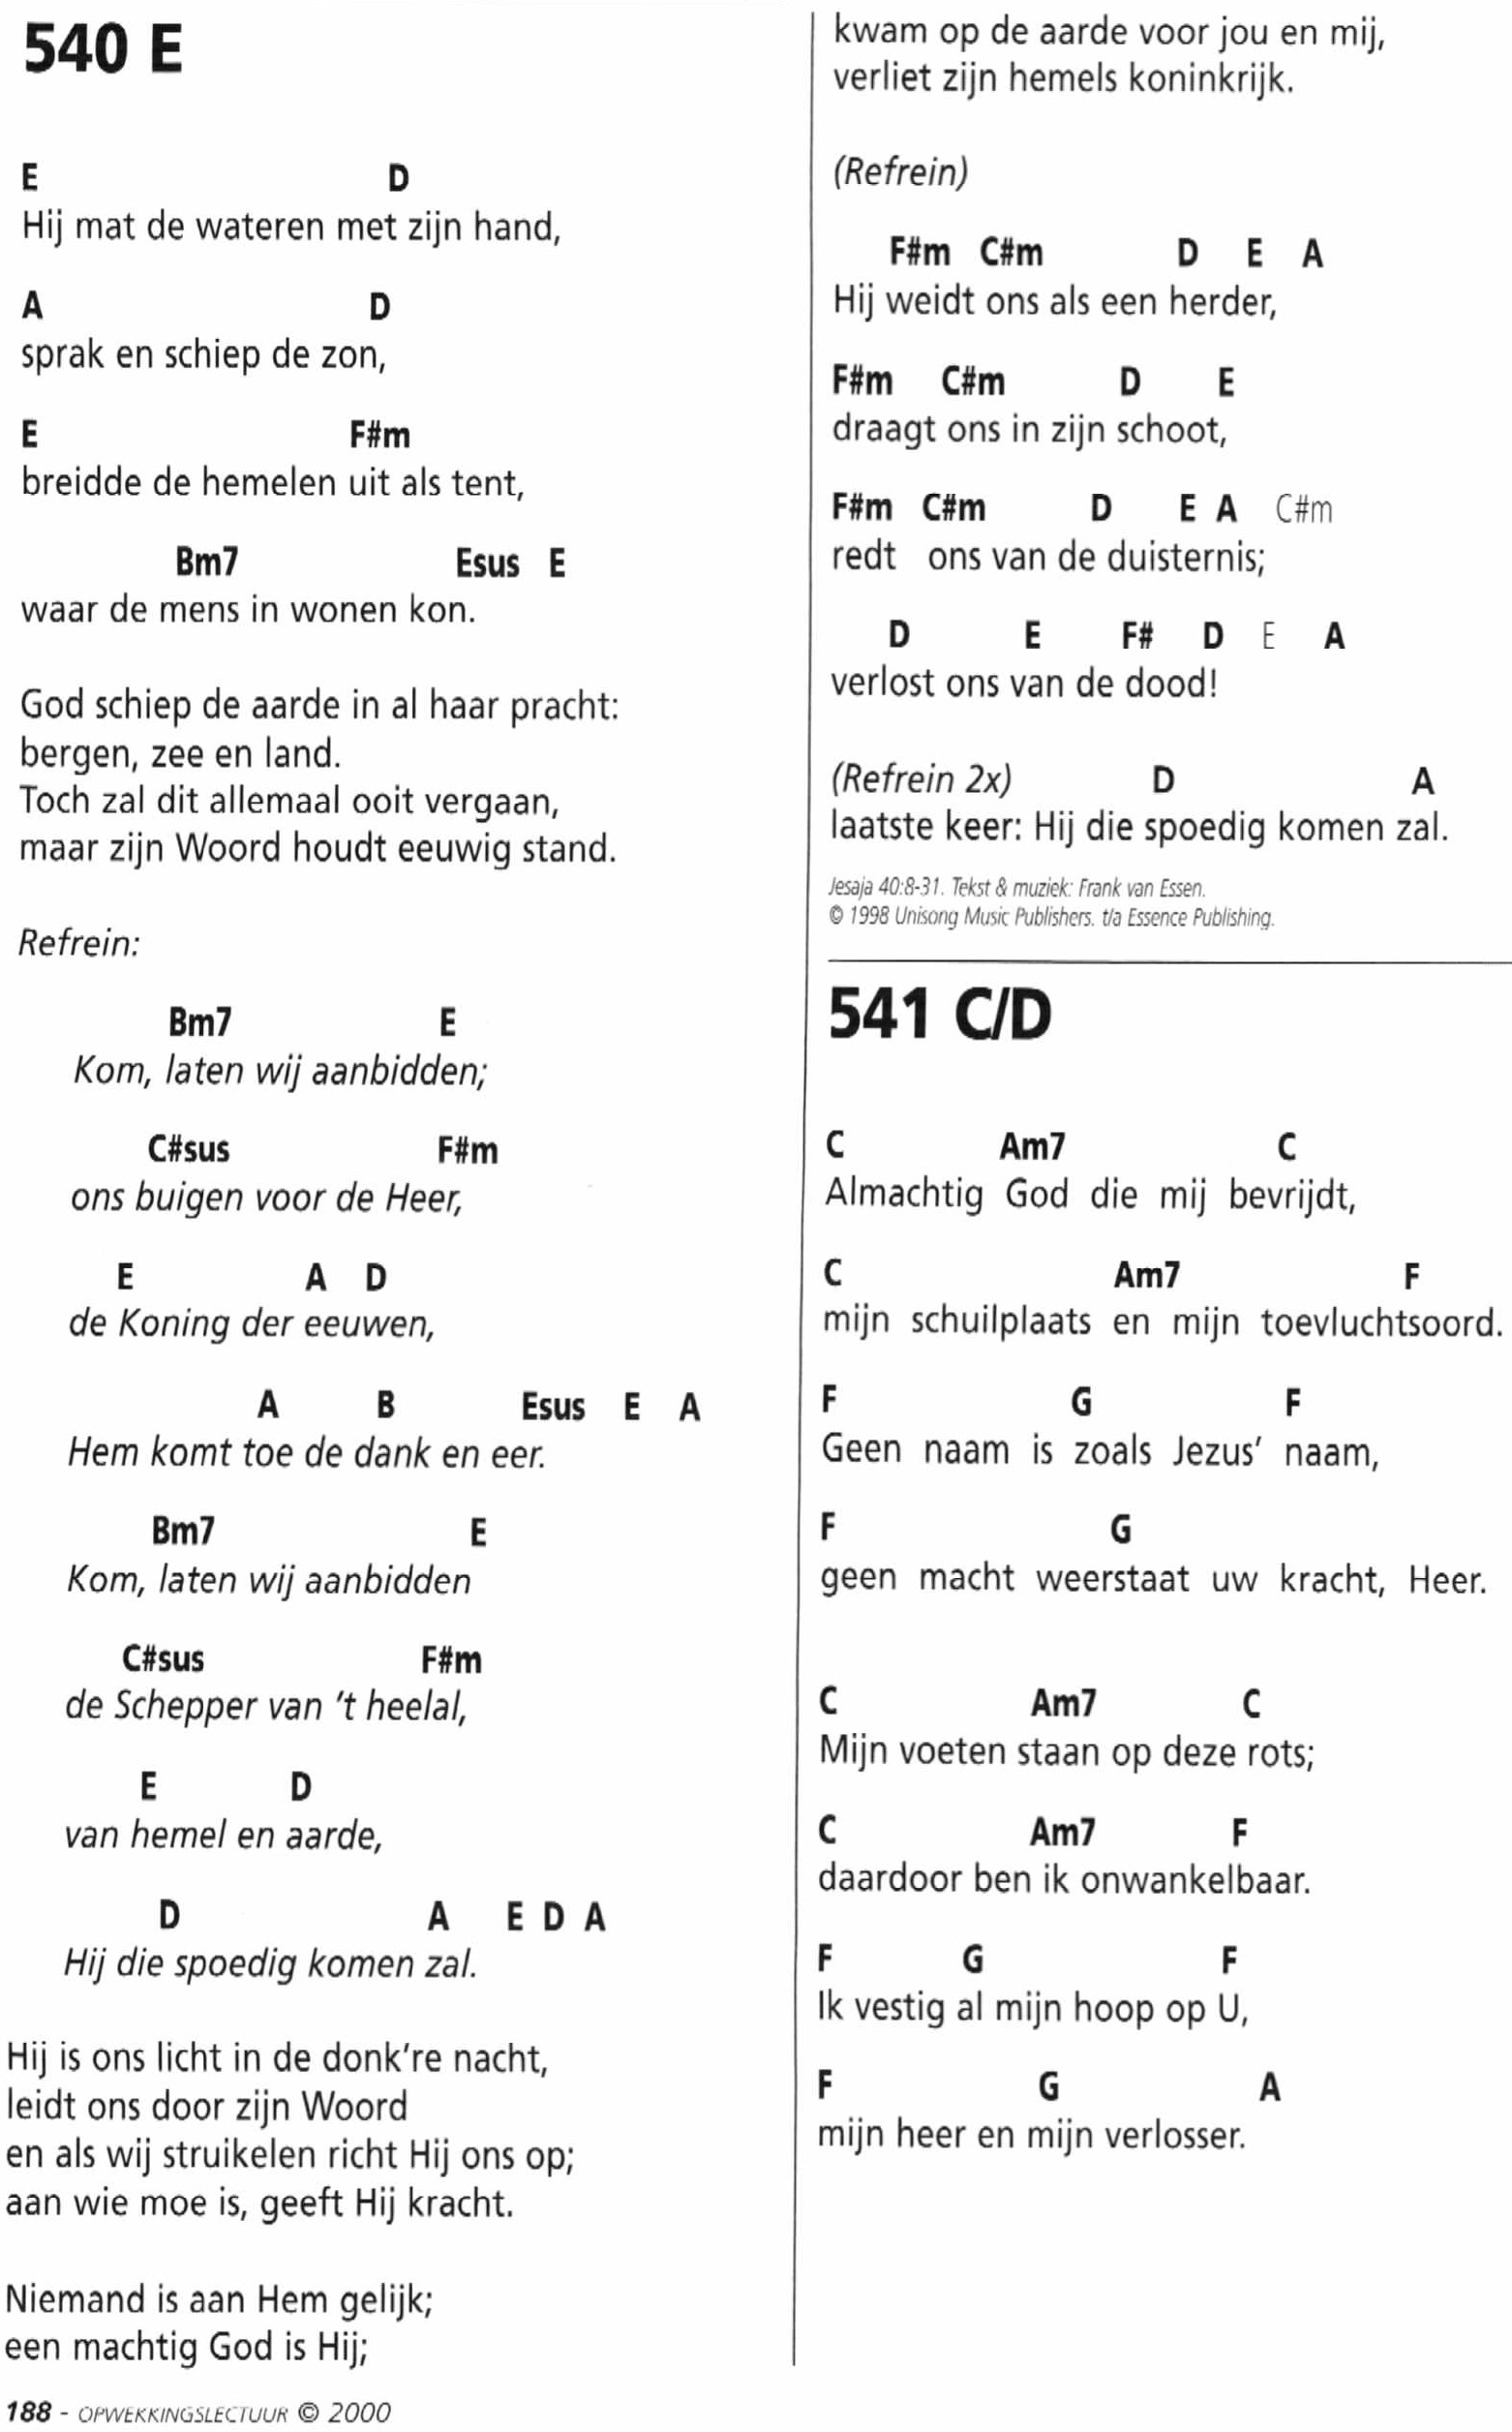 540 E
E D
Hij mat de wateren met zijn hand,
A D
sprak en schiep de zon,
E F#m
breidde de hemelen uit als tent,
Bm7 Esus E
waar de mens in wonen kon.
God schiep de aarde in al haar pracht:
bergen, zee en land.
Toch zal dit allemaal ooit vergaan,
maar zijn Woord houdt eeuwig stand.
Refrein:
Bm7 E
Kom, laten wij aanbidden;
C#sus F#m
ons buigen voor de Heer,
E A D
de Koning der eeuwen,
A B Esus E A
Hem komt toe de dank en eer.
Bm7 E
Kom, laten wij aanbidden
C#sus F#m
de Schepper van 't heelal,
E D
van hemel en aarde,
D A E D A
Hij die spoedig komen zal.
Hij is ons licht in de donk're nacht,
leidt ons door zijn Woord
en als wij struikelen richt Hij ons op;
aan wie moe is, geeft Hij kracht.
Niemand is aan Hem gelijk;
een machtig God is Hij;
188 - OPWEKKINGSLECTUUR © 2000
kwam op de aarde voor jou en mij,
verliet zijn hemels koninkrijk.
(Refrein)
F#m C#m D E A
Hij weidt ons als een herder,
F#m C#m D E
draagt ons in zijn schoot,
F#m C#m D E A C#m
redt ons van de duisternis;
D E F# D E A
verlost ons van de dood!
(Refrein 2x) D A
laatste keer: Hij die spoedig komen zal.
Jesaja 40:8-31. Tekst & muziek: Frank van Essen.
© 1998 Unisong Music Publishers. t/a Essence Publishing.
541 C/D
C Am7 C
Almachtig God die mij bevrijdt,
C Am7 F
mijn schuilplaats en mijn toevluchtsoord.
F G F
Geen naam is zoals Jezus' naam,
F G
geen macht weerstaat uw kracht, Heer.
C Am7 C
Mijn voeten staan op deze rots;
C Am7 F
daardoor ben ik onwankelbaar.
F G F
Ik vestig al mijn hoop op U,
F G A
mijn heer en mijn verlosser.